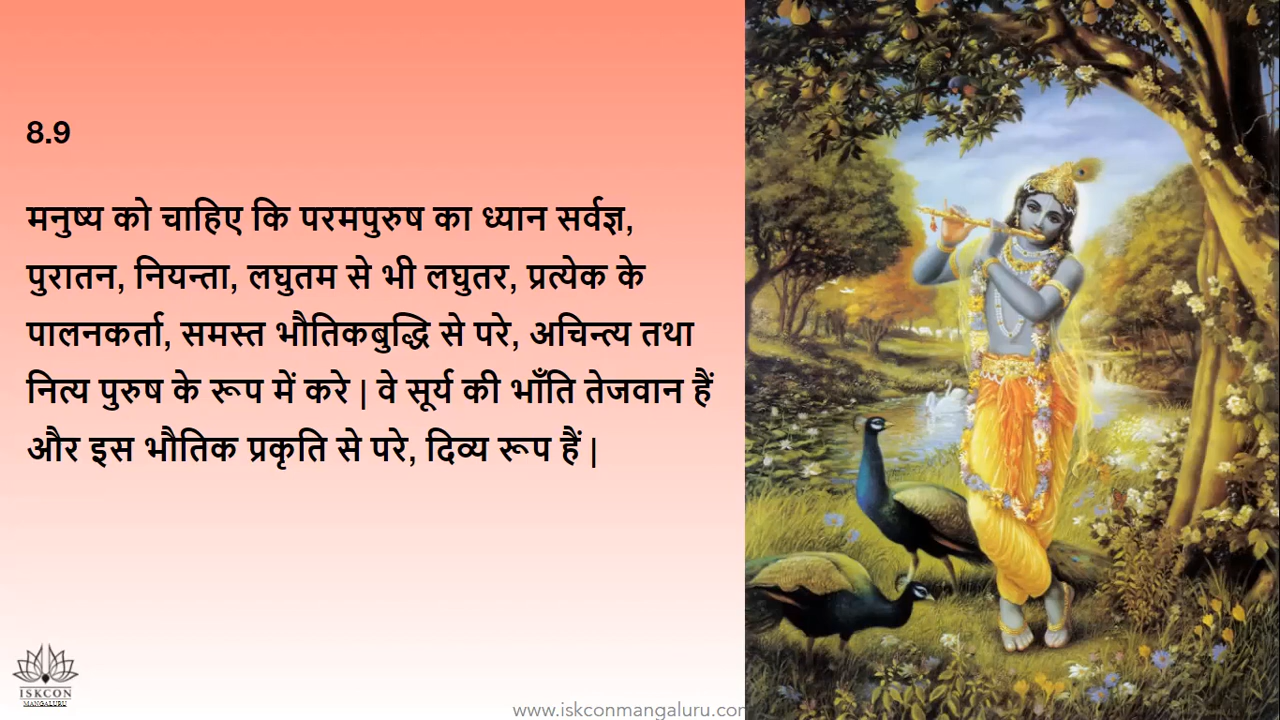 8.9
मनुष्य को चाहिए कि परमपुरुष का ध्यान सर्वज्ञ,
पुरातन, नियन्ता, लघुतम से भी लघुतर, प्रत्येक के
पालनकर्ता, समस्त भौतिकबुद्धि से परे, अचिन्त्य तथा
नित्य पुरुष के रूप में करे | वे सूर्य की भाँति तेजवान हैं
और इस भौतिक प्रकृति से परे, दिव्य रूप हैं |
ISKCON
MANGALURU
www.iskconmangaluru.com